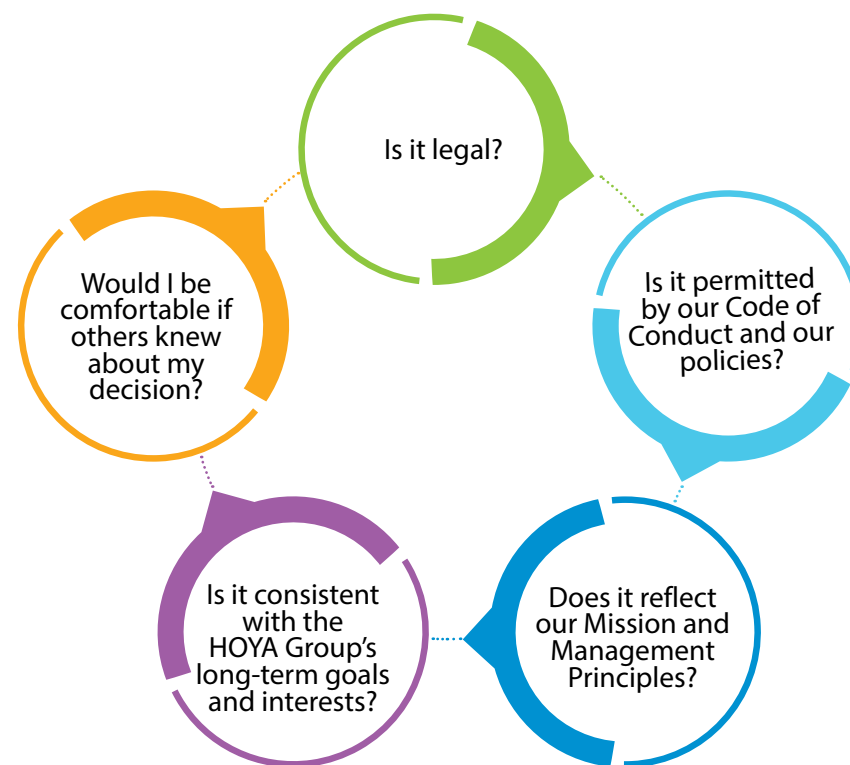 Is it legal?
Is it permitted
by our Code of
Conduct and our
policies?
Does it reflect
our Mission and
Management
Principles?
Is it consistent
with the
HOYA Group’s
long-term goals
and interests?
Would I be
comfortable if
others knew
about my
decision?